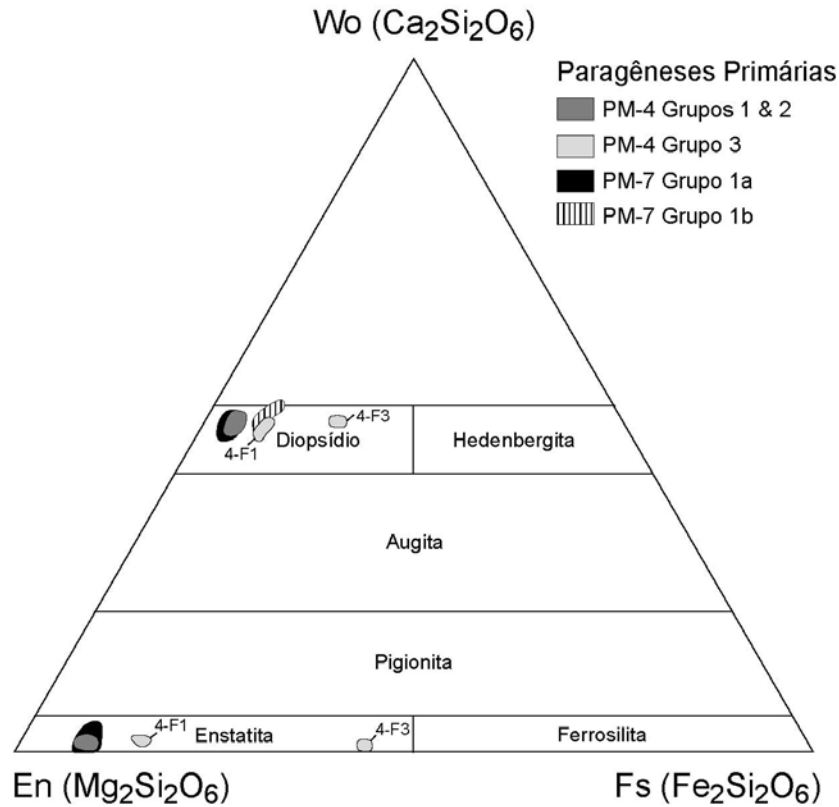 Wo (Ca₂Si₂O₆)
Paragêneses Primárias
PM-4 Grupos 1 & 2
PM-4 Grupo 3
PM-7 Grupo 1a
PM-7 Grupo 1b
4-F3
4-F1
Diopsídio
Hedenbergita
Augita
Pigionita
4-F1
Enstatita
4-F3
Ferrosilita
En (Mg₂Si₂O₆)
Fs (Fe₂Si₂O₆)